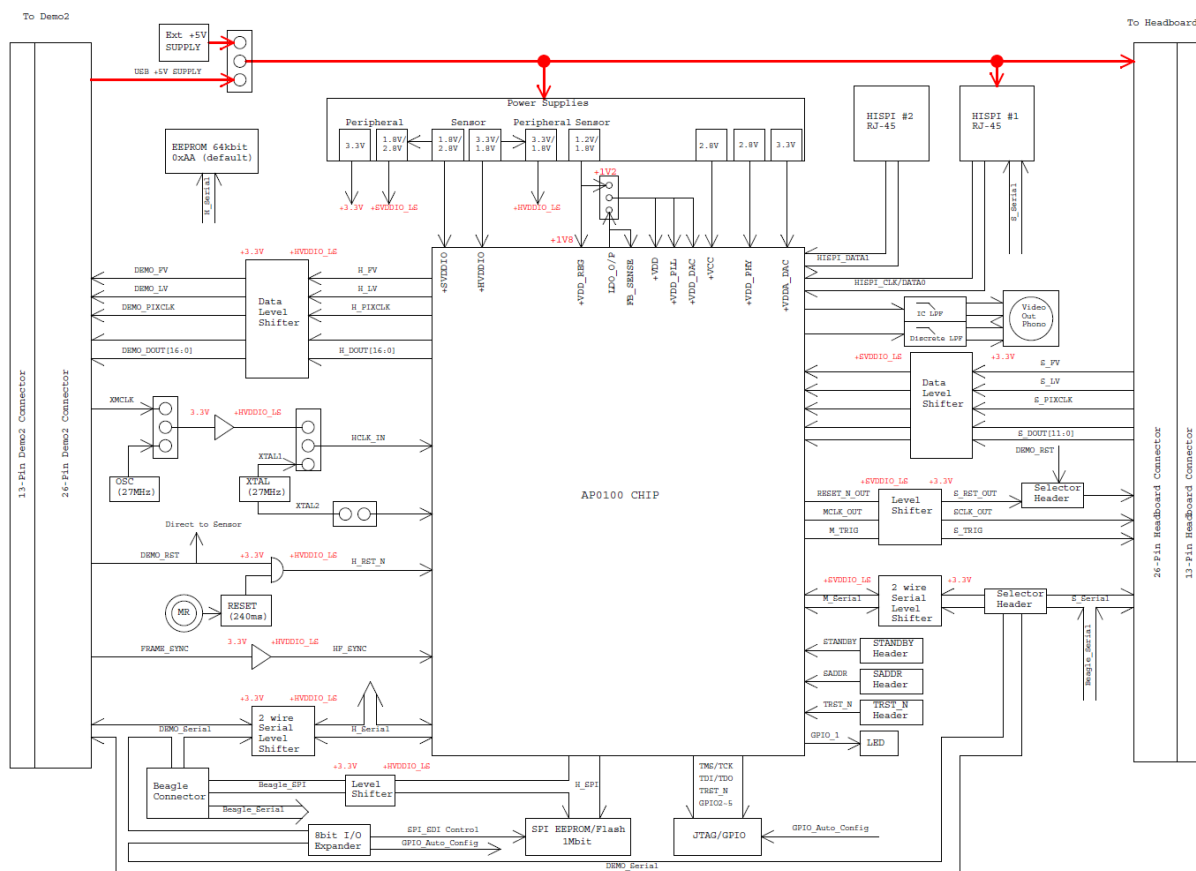 To Demo2
To Headboard
Ext +5V
SUPPLY
USB +5V SUPPLY
Power Supplies
Peripheral
Sensor
Peripheral
Sensor
3.3V
1.8V/
2.8V
1.8V/
2.8V
3.3V/
1.8V
3.3V/
1.8V
1.2V/
1.8V
2.8V
2.8V
3.3V
HISPI #2
RJ-45
HISPI #1
RJ-45
EEPROM 64kbit
0xAA (default)
H_Serial
S_Serial
+3.3V
+SVDDIO_LS
+HVDDIO_LS
+1V2
+1V8
+SVDDIO
+HVDDIO
+VDD_REG
LDO_O/P
FB_SENSE
+VDD
+VDD_PLL
+VDD_DAC
+VCC
+VDD_PHY
+VDDA_DAC
HISPI_DATA1
HISPI_CLK/DATA0
+3.3V
+HVDDIO_LS
DEMO_FV
DEMO_LV
DEMO_PIXCLK
DEMO_DOUT[16:0]
Data
Level
Shifter
H_FV
H_LV
H_PIXCLK
H_DOUT[16:0]
IC LPF
Discrete LPF
Video
Out
Phono
+SVDDIO_LS
+3.3V
Data
Level
Shifter
S_FV
S_LV
S_PIXCLK
S_DOUT[11:0]
13-Pin Demo2 Connector
26-Pin Demo2 Connector
26-Pin Headboard Connector
13-Pin Headboard Connector
XMCLK
3.3V
+HVDDIO_LS
HCLK_IN
XTAL1
OSC
(27MHz)
XTAL
(27MHz)
XTAL2
AP0100 CHIP
DEMO_RST
+SVDDIO_LS
+3.3V
Selector
Header
RESET_N_OUT
MCLK_OUT
M_TRIG
Level
Shifter
S_RST_OUT
SCLK_OUT
S_TRIG
Direct to Sensor
DEMO_RST
+3.3V
+HVDDIO_LS
H_RST_N
MR
RESET
(240ms)
+SVDDIO_LS
+3.3V
M_Serial
2 wire
Serial
Level
Shifter
Selector
Header
S_Serial
Beagle_Serial
FRAME_SYNC
3.3V
+HVDDIO_LS
HF_SYNC
STANDBY
STANDBY
Header
SADDR
SADDR
Header
TRST_N
TRST_N
Header
GPIO_1
LED
+3.3V
+HVDDIO_LS
DEMO_Serial
2 wire
Serial
Level
Shifter
H_Serial
Beagle
Connector
Beagle_SPI
+3.3V
+HVDDIO_LS
Level
Shifter
H_SPI
Beagle_Serial
TMS/TCK
TDI/TDO
TRST_N
GPIO2-5
8bit I/O
Expander
SPI_SDI Control
GPIO_Auto_Config
SPI EEPROM/Flash
1Mbit
JTAG/GPIO
GPIO_Auto_Config
DEMO_Serial